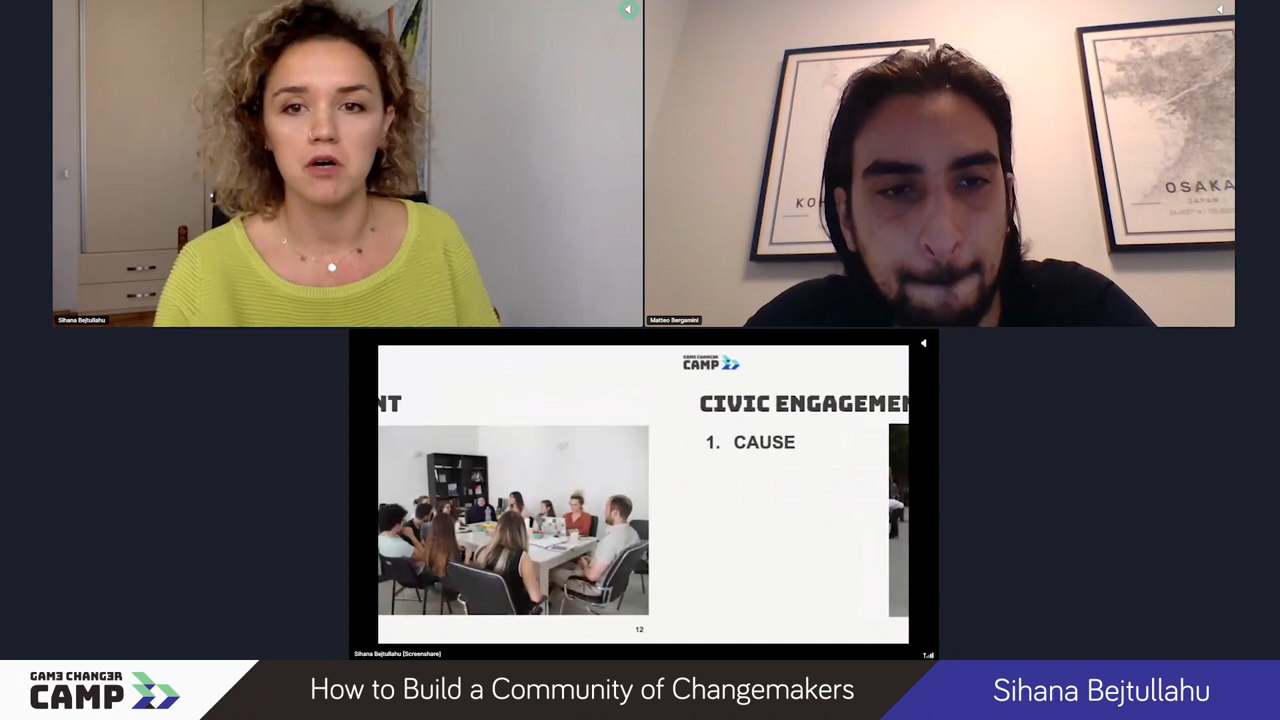 KO
OSAKA
JAPAN
Sihana Bejtullahu
Matteo Bergamini
GAME CHANGER
CAMP
NT
CIVIC ENGAGEMEN
1. CAUSE
12
Sihana Bejtullahu [Screenshare]
GAME CHANGER
CAMP
How to Build a Community of Changemakers
Sihana Bejtullahu